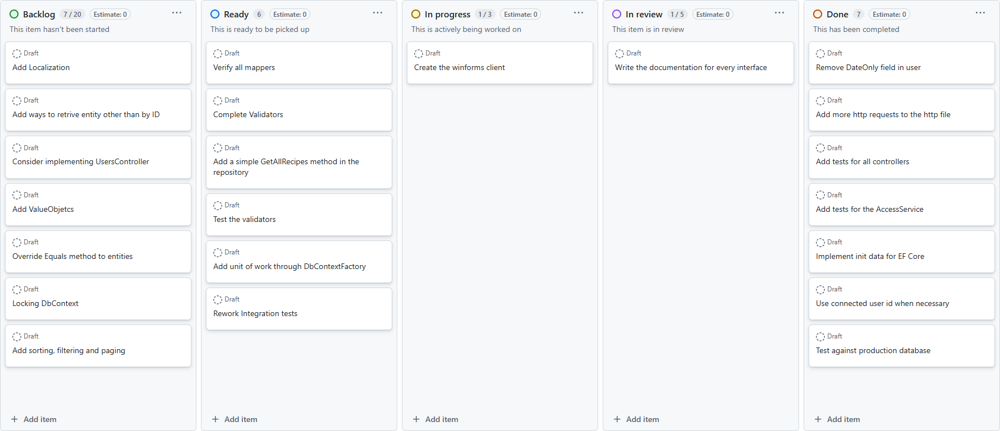 Backlog 7 / 20 Estimate: 0
This item hasn't been started
Draft
Add Localization
Draft
Add ways to retrive entity other than by ID
Draft
Consider implementing UsersController
Draft
Add ValueObjetcs
Draft
Override Equals method to entities
Draft
Locking DbContext
Draft
Add sorting, filtering and paging
Add item
Ready 6 Estimate: 0
This is ready to be picked up
Draft
Verify all mappers
Draft
Complete Validators
Draft
Add a simple GetAllRecipes method in the
repository
Draft
Test the validators
Draft
Add unit of work through DbContextFactory
Draft
Rework Integration tests
Add item
In progress 1 / 3 Estimate: 0
This is actively being worked on
Draft
Create the winforms client
Add item
In review 1 / 5 Estimate: 0
This item is in review
Draft
Write the documentation for every interface
Add item
Done 7 Estimate: 0
This has been completed
Draft
Remove DateOnly field in user
Draft
Add more http requests to the http file
Draft
Add tests for all controllers
Draft
Add tests for the AccessService
Draft
Implement init data for EF Core
Draft
Use connected user id when necessary
Draft
Test against production database
Add item